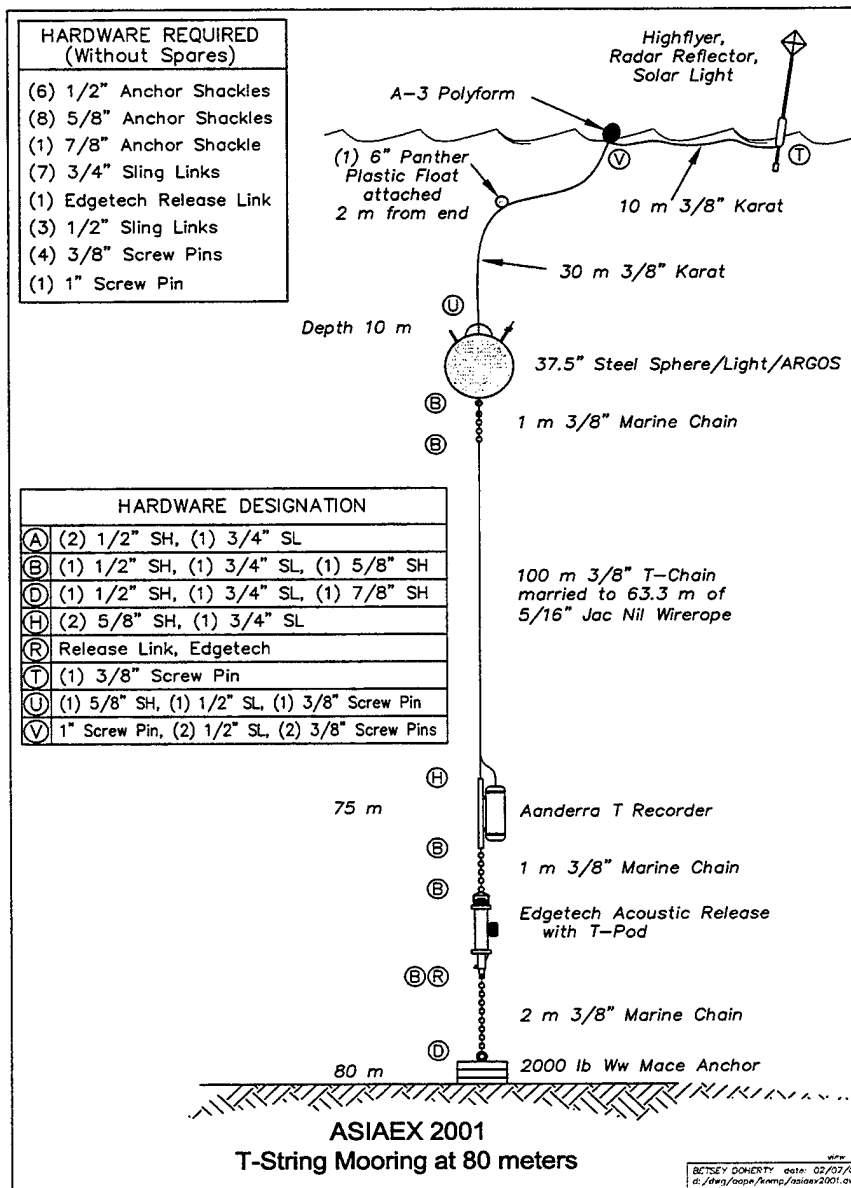 HARDWARE REQUIRED
(Without Spares)
(6) 1/2" Anchor Shackles
(8) 5/8" Anchor Shackles
(1) 7/8" Anchor Shackle
(7) 3/4" Sling Links
(1) Edgetech Release Link
(3) 1/2" Sling Links
(4) 3/8" Screw Pins
(1) 1" Screw Pin
Highflyer,
Radar Reflector,
Solar Light
A-3 Polyform
V
T
(1) 6" Panther
Plastic Float
attached
2 m from end
10 m 3/8" Karat
30 m 3/8" Karat
U
Depth 10 m
37.5" Steel Sphere/Light/ARGOS
B
1 m 3/8" Marine Chain
B
HARDWARE DESIGNATION
A (2) 1/2" SH, (1) 3/4" SL
B (1) 1/2" SH, (1) 3/4" SL, (1) 5/8" SH
D (1) 1/2" SH, (1) 3/4" SL, (1) 7/8" SH
H (2) 5/8" SH, (1) 3/4" SL
R Release Link, Edgetech
T (1) 3/8" Screw Pin
U (1) 5/8" SH, (1) 1/2" SL, (1) 3/8" Screw Pin
V 1" Screw Pin, (2) 1/2" SL, (2) 3/8" Screw Pins
100 m 3/8" T-Chain
married to 63.3 m of
5/16" Jac Nil Wirerope
H
75 m
Aanderra T Recorder
B
1 m 3/8" Marine Chain
B
Edgetech Acoustic Release
with T-Pod
B R
2 m 3/8" Marine Chain
D
80 m
2000 lb Ww Mace Anchor
ASIAEX 2001
T-String Mooring at 80 meters
BETSEY DOHERTY date: 02/07/0